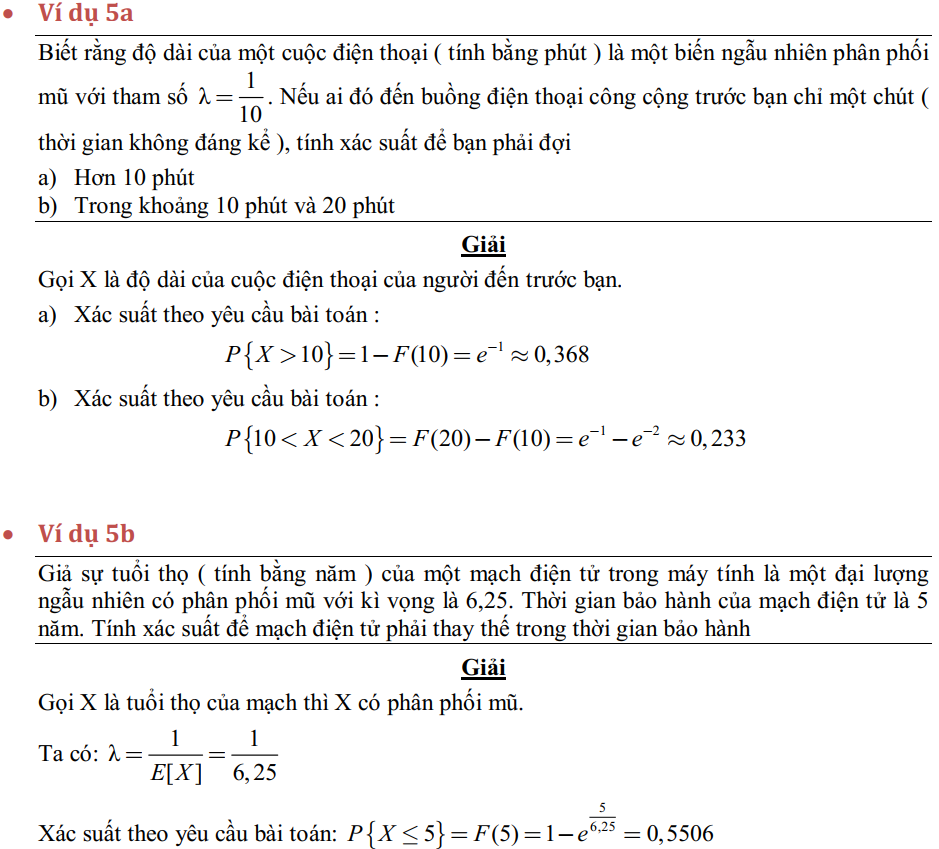 • Ví dụ 5a
Biết rằng độ dài của một cuộc điện thoại ( tính bằng phút ) là một biến ngẫu nhiên phân phối
mũ với tham số λ = 1/10. Nếu ai đó đến buồng điện thoại công cộng trước bạn chỉ một chút (
thời gian không đáng kể ), tính xác suất để bạn phải đợi
a) Hơn 10 phút
b) Trong khoảng 10 phút và 20 phút
Giải
Gọi X là độ dài của cuộc điện thoại của người đến trước bạn.
a) Xác suất theo yêu cầu bài toán :
P{X > 10} = 1 − F(10) = e^{−1} ≈ 0,368
b) Xác suất theo yêu cầu bài toán :
P{10 < X < 20} = F(20) − F(10) = e^{−1} − e^{−2} ≈ 0,233
• Ví dụ 5b
Giả sự tuổi thọ ( tính bằng năm ) của một mạch điện tử trong máy tính là một đại lượng
ngẫu nhiên có phân phối mũ với kì vọng là 6,25. Thời gian bảo hành của mạch điện tử là 5
năm. Tính xác suất để mạch điện tử phải thay thế trong thời gian bảo hành
Giải
Gọi X là tuổi thọ của mạch thì X có phân phối mũ.
Ta có: λ = 1/E[X] = 1/6,25
Xác suất theo yêu cầu bài toán: P{X ≤ 5} = F(5) = 1 − e^{5/6,25} = 0,5506